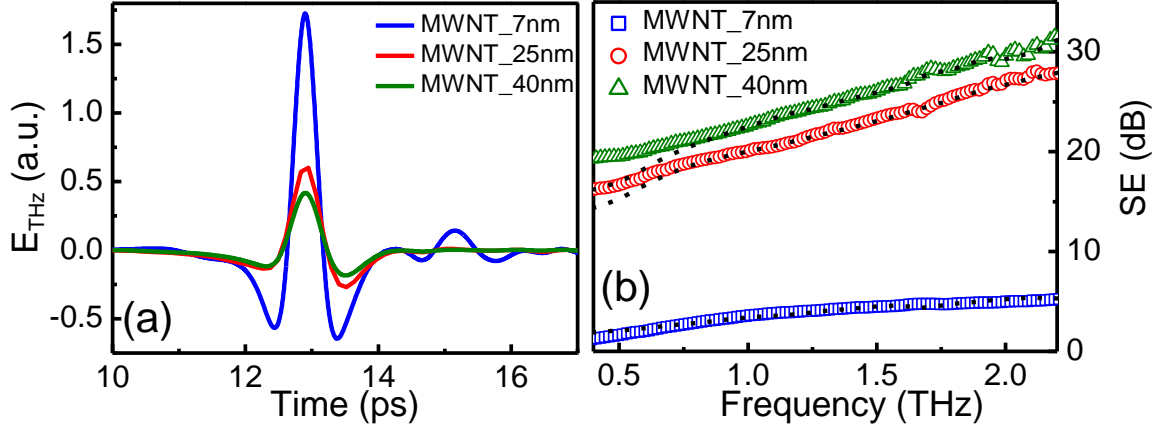 E_THz (a.u.)
1.5
1.0
0.5
0.0
-0.5
MWNT_7nm
MWNT_25nm
MWNT_40nm
(a)
10 12 14 16
Time (ps)
MWNT_7nm
MWNT_25nm
MWNT_40nm
(b)
30
20
10
0
SE (dB)
0.5 1.0 1.5 2.0
Frequency (THz)